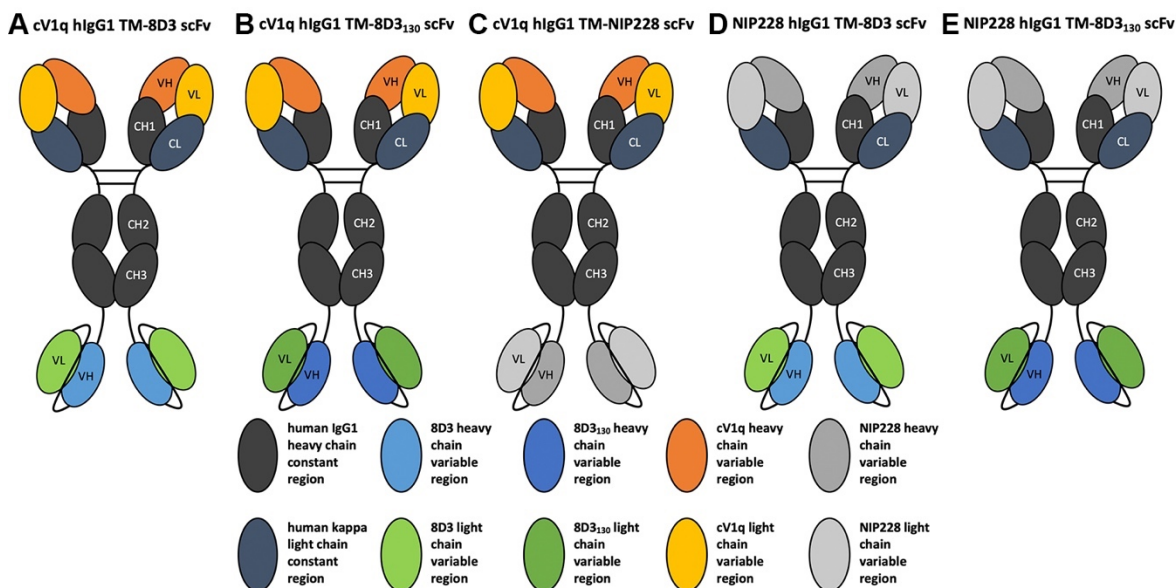 A cV1q hIgG1 TM-8D3 scFv
B cV1q hIgG1 TM-8D3₁₃₀ scFv
C cV1q hIgG1 TM-NIP228 scFv
D NIP228 hIgG1 TM-8D3 scFv
E NIP228 hIgG1 TM-8D3₁₃₀ scFv
VH
VL
CH1
CL
CH2
CH3
VL
VH
VH
VL
CH1
CL
CH2
CH3
VL
VH
VH
VL
CH1
CL
CH2
CH3
VL
VH
VH
VL
CH1
CL
CH2
CH3
VL
VH
VH
VL
CH1
CL
CH2
CH3
VL
VH
human IgG1
heavy chain
constant
region
8D3 heavy
chain
variable
region
8D3₁₃₀ heavy
chain
variable
region
cV1q heavy
chain
variable
region
NIP228 heavy
chain
variable
region
human kappa
light chain
constant
region
8D3 light
chain
variable
region
8D3₁₃₀ light
chain
variable
region
cV1q light
chain
variable
region
NIP228 light
chain
variable
region